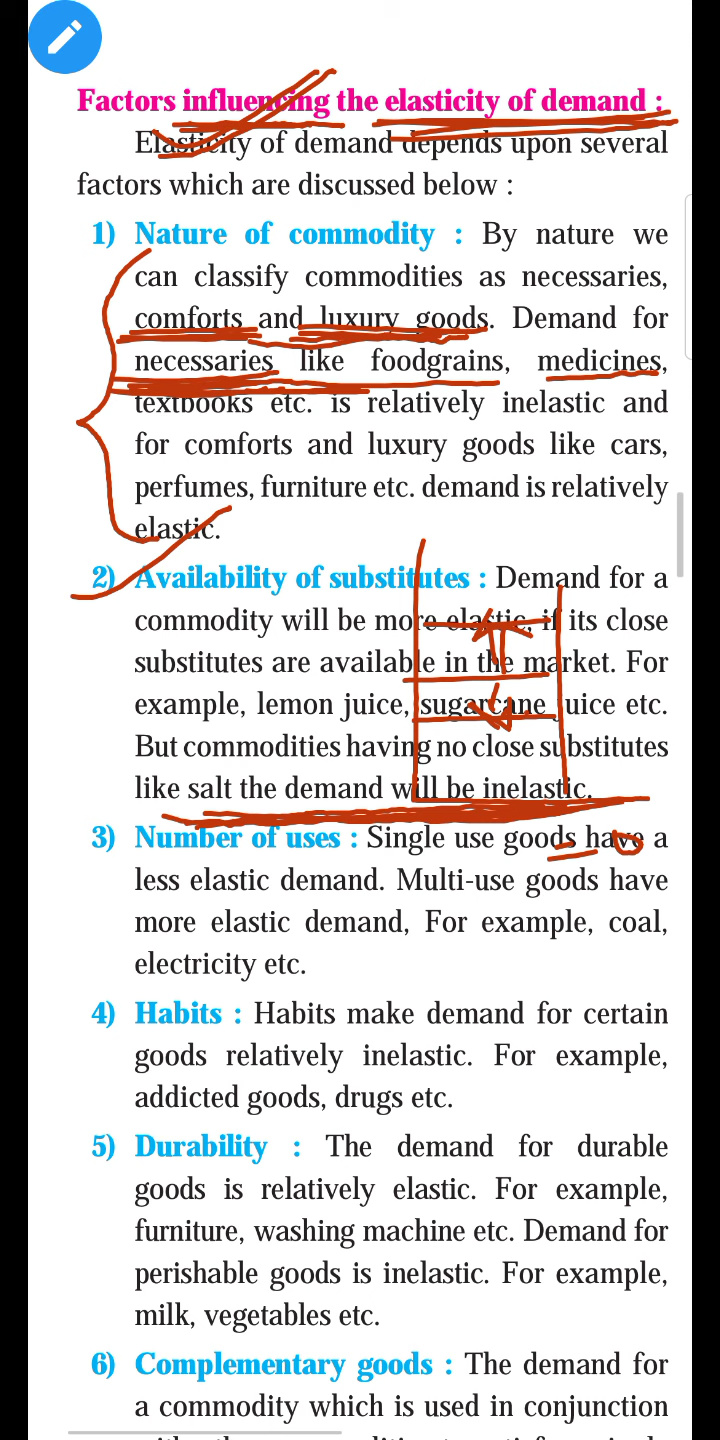 Factors influencing the elasticity of demand :
Elasticity of demand depends upon several
factors which are discussed below :
1) Nature of commodity : By nature we
can classify commodities as necessaries,
comforts and luxury goods. Demand for
necessaries like foodgrains, medicines,
textbooks etc. is relatively inelastic and
for comforts and luxury goods like cars,
perfumes, furniture etc. demand is relatively
elastic.
2) Availability of substitutes : Demand for a
commodity will be more elastic, if its close
substitutes are available in the market. For
example, lemon juice, sugarcane juice etc.
But commodities having no close substitutes
like salt the demand will be inelastic.
3) Number of uses : Single use goods have a
less elastic demand. Multi-use goods have
more elastic demand, For example, coal,
electricity etc.
4) Habits : Habits make demand for certain
goods relatively inelastic. For example,
addicted goods, drugs etc.
5) Durability : The demand for durable
goods is relatively elastic. For example,
furniture, washing machine etc. Demand for
perishable goods is inelastic. For example,
milk, vegetables etc.
6) Complementary goods : The demand for
a commodity which is used in conjunction